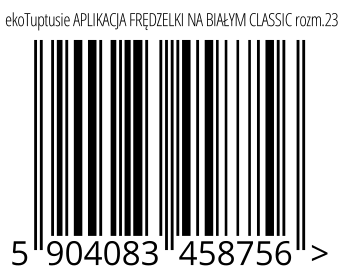 ekoTuptusie APLIKACJA FRĘDZELKI NA BIAŁYM CLASSIC rozm.23
5 904083 458756 >